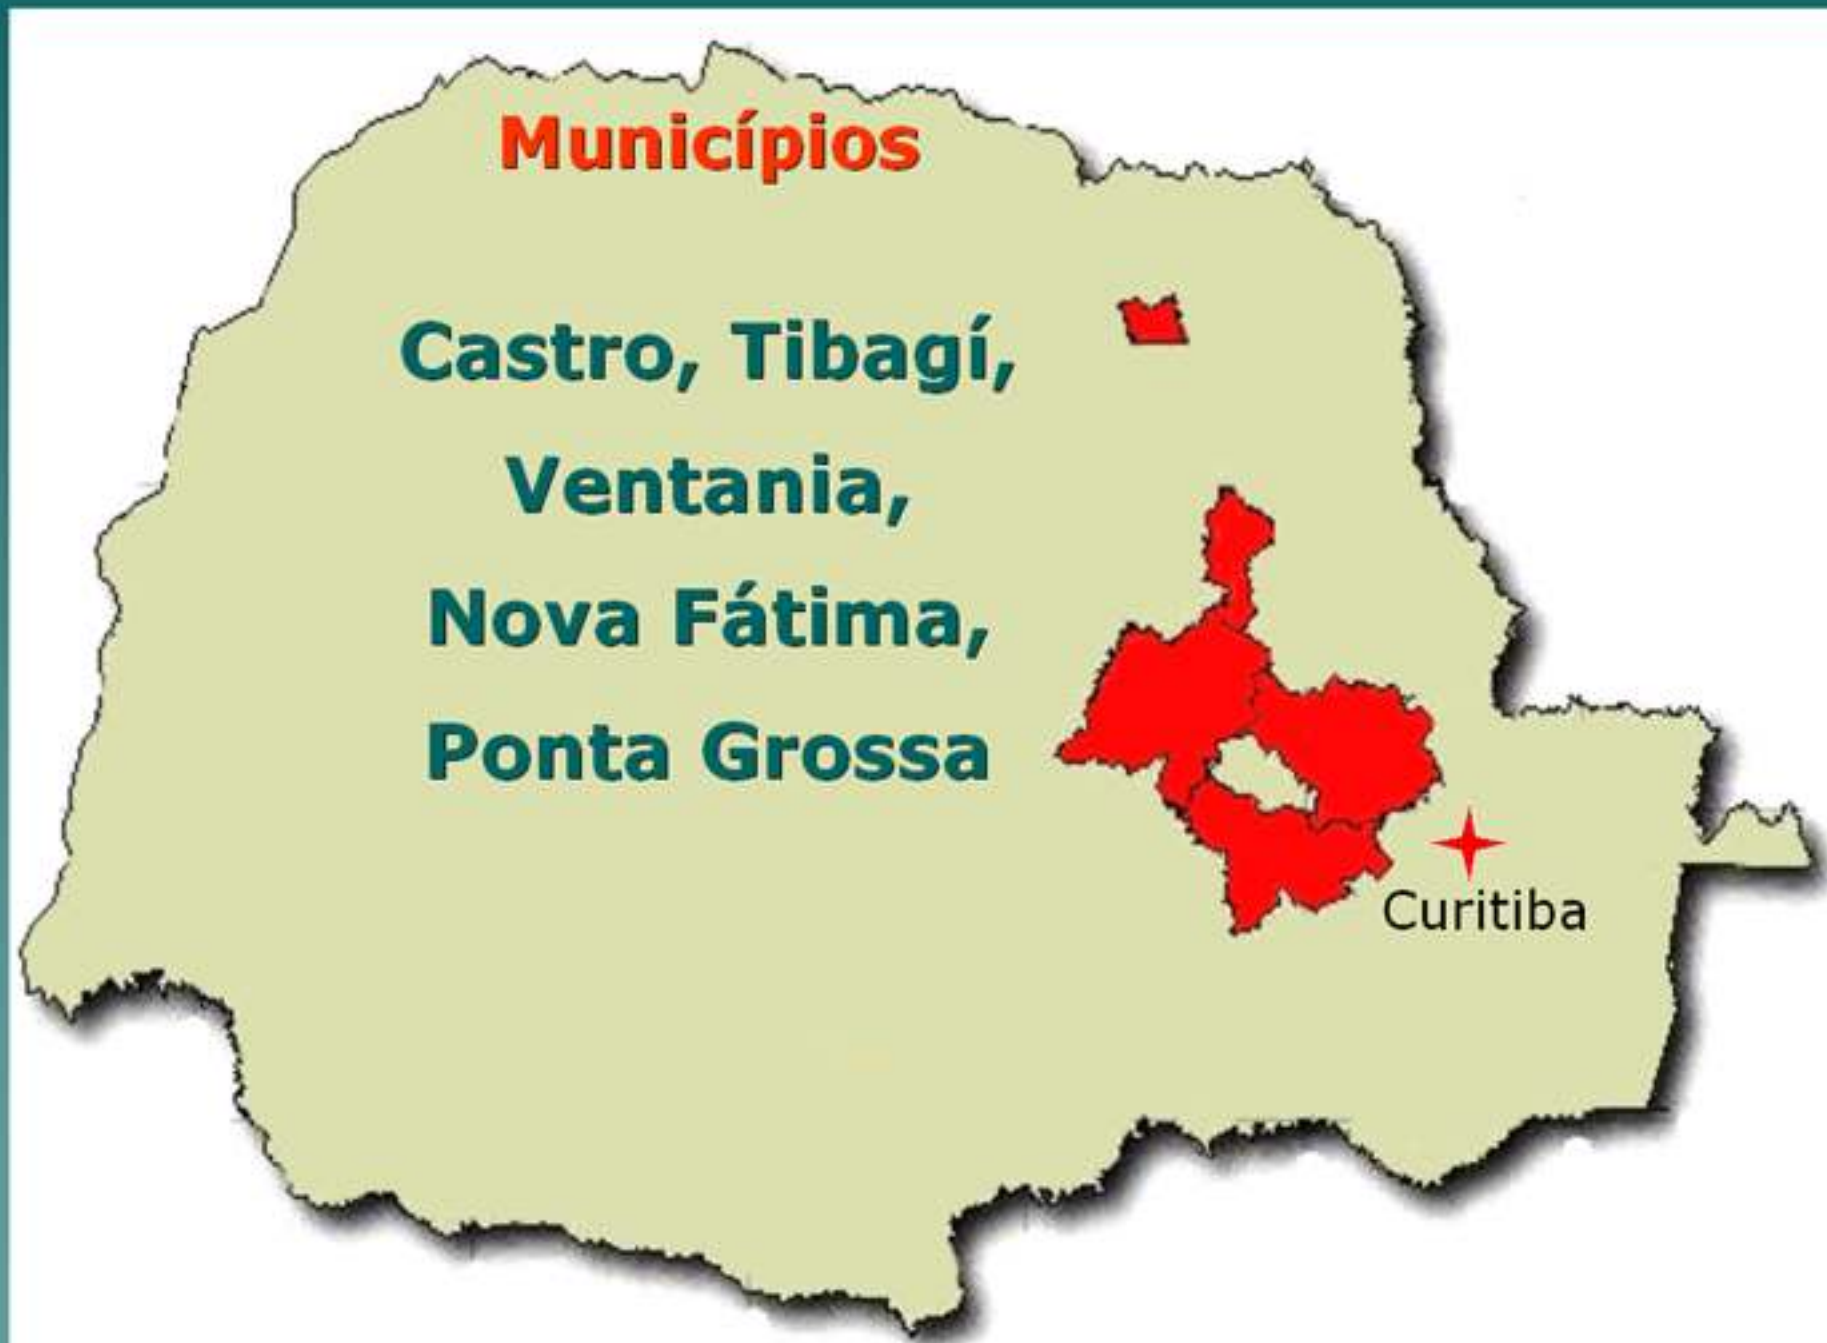 Municípios
Castro, Tibagí,
Ventania,
Nova Fátima,
Ponta Grossa
Curitiba